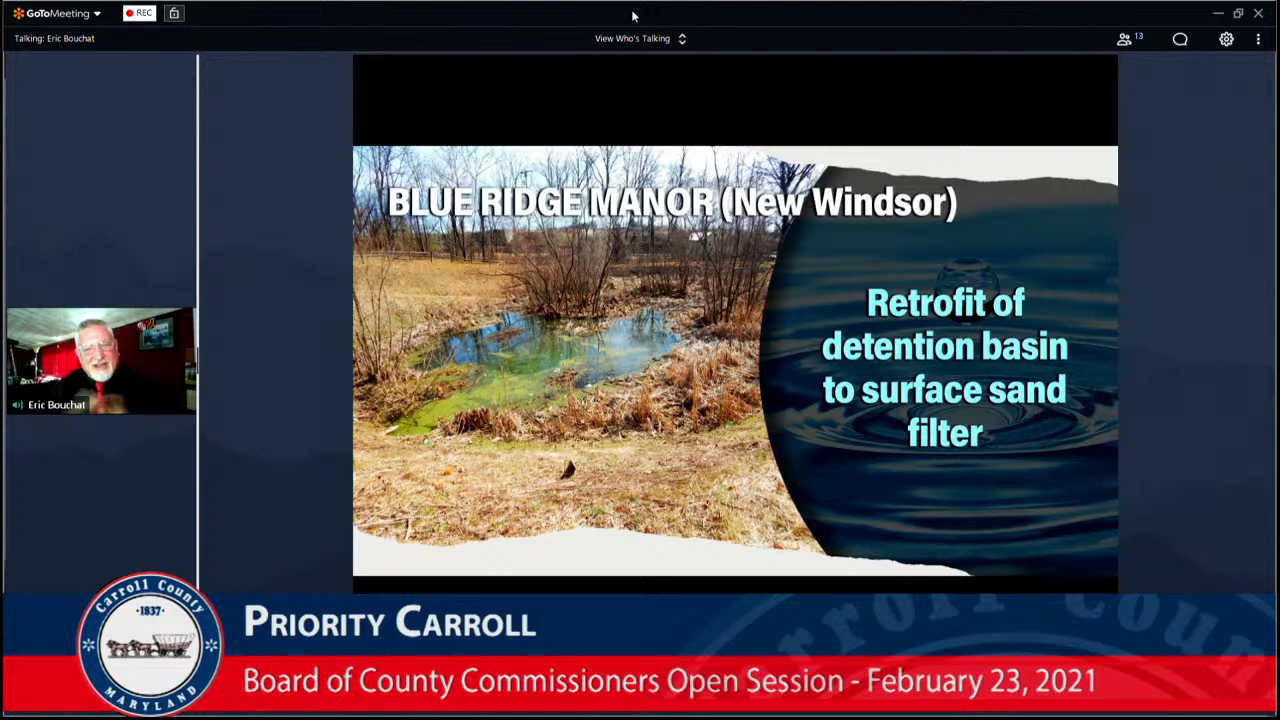 GoToMeeting
REC
Talking: Eric Bouchat
View Who's Talking
13
BLUE RIDGE MANOR (New Windsor)
Retrofit of
detention basin
to surface sand
filter
Eric Bouchat
Carroll County
·1837·
MARYLAND
PRIORITY CARROLL
Board of County Commissioners Open Session - February 23, 2021